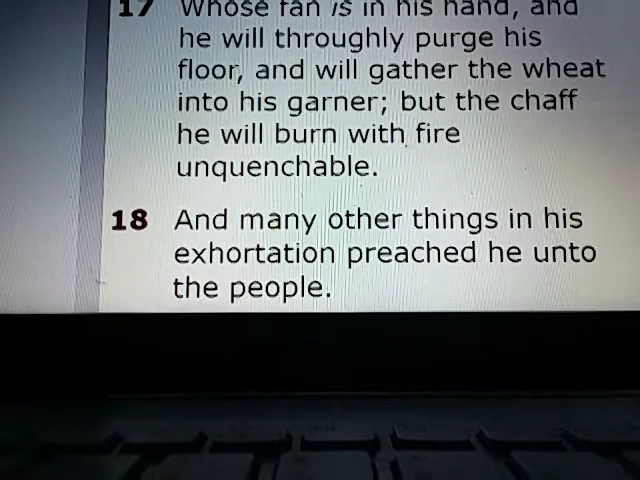 17 Whose fan is in his hand, and
he will throughly purge his
floor, and will gather the wheat
into his garner; but the chaff
he will burn with fire
unquenchable.
18 And many other things in his
exhortation preached he unto
the people.